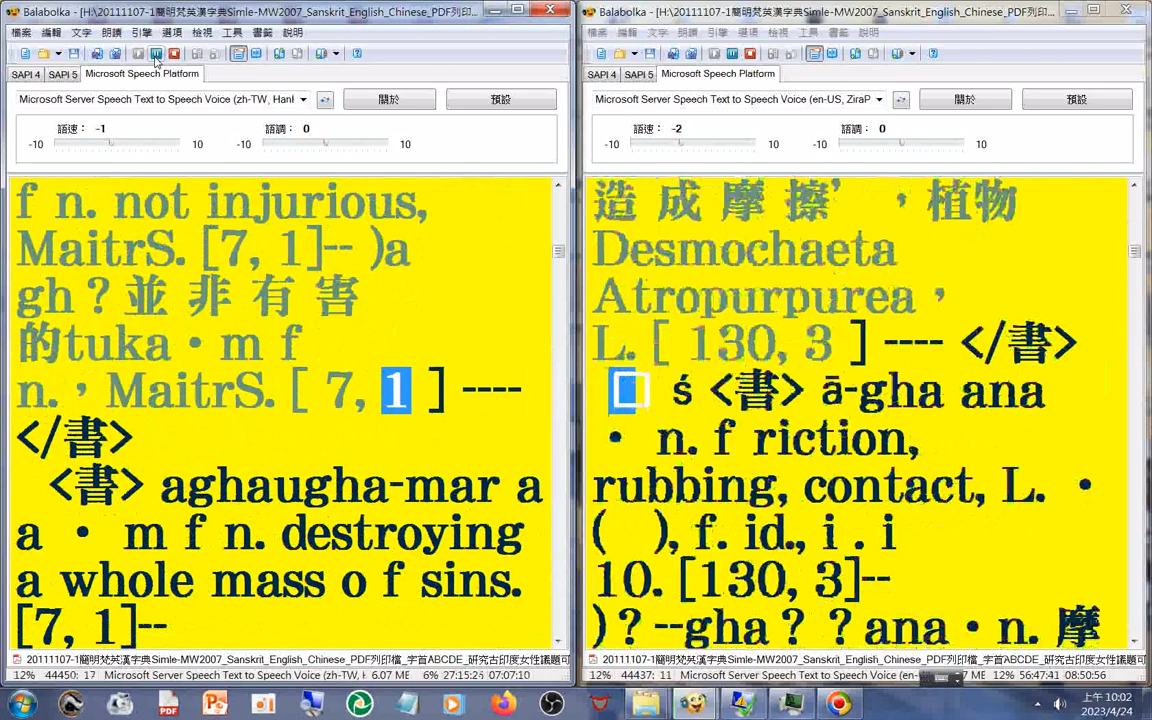 Balabolka - [H:\20111107-1簡明梵英漢字典Simle-MW2007_Sanskrit_English_Chinese_PDF列印...
檔案 編輯 文字 朗讀 引擎 選項 檢視 工具 書籤 說明
SAPI 4 SAPI 5 Microsoft Speech Platform
Microsoft Server Speech Text to Speech Voice (zh-TW, Hanl
關於 預設
語速： -1 語調： 0
-10 10 -10 10
f n. not injurious,
MaitrS. [7, 1]-- )a
gh？並 非 有 害
的tuka・m f
n.，MaitrS. [ 7, 1 ] ----
</書>
<書> aghaugha-mar a
a ・ m f n. destroying
a whole mass o f sins.
[7, 1]--
20111107-1簡明梵英漢字典Simle-MW2007_Sanskrit_English_Chinese_PDF列印檔_字首ABCDE_研究古印度女性議題可
12% 44450: 17 Microsoft Server Speech Text to Speech Voice (zh-TW, H 6.07 ME 6% 27:15:26 07:07:10
Balabolka - [H:\20111107-1簡明梵英漢字典Simle-MW2007_Sanskrit_English_Chinese_PDF列印...
檔案 編輯 文字 朗讀 引擎 選項 檢視 工具 書籤 說明
SAPI 4 SAPI 5 Microsoft Speech Platform
Microsoft Server Speech Text to Speech Voice (en-US, ZiraP
關於 預設
語速： -2 語調： 0
-10 10 -10 10
造 成 摩 擦’ ，植物
Desmochaeta
Atropurpurea，
L. [ 130, 3 ] ---- </書>
ś <書> ā-gha ana
・ n. f riction,
rubbing, contact, L. ・
( ), f. id., i . i
10. [130, 3]--
)？--gha？？ana・n. 摩
20111107-1簡明梵英漢字典Simle-MW2007_Sanskrit_English_Chinese_PDF列印檔_字首ABCDE_研究古印度女性議題可
12% 44437: 11 Microsoft Server Speech Text to Speech Voice (en-US, ME 12% 56:47:41 08:50:56
上午 10:02
2023/4/24